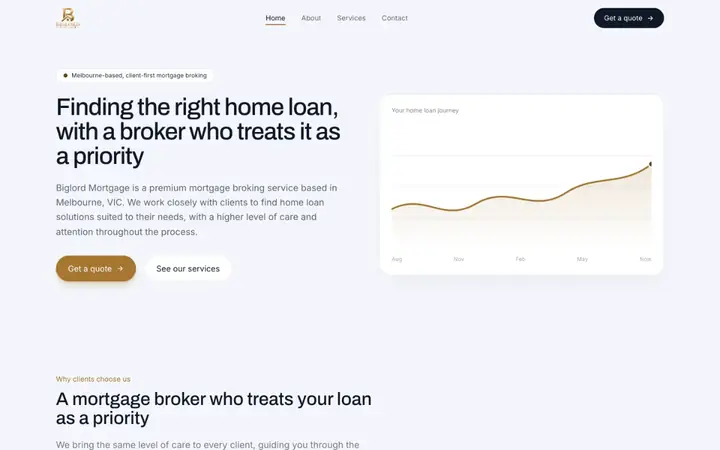 Home About Services Contact
Get a quote →
Melbourne-based, client-first mortgage broking
Finding the right home loan,
with a broker who treats it as
a priority
Biglord Mortgage is a premium mortgage broking service based in
Melbourne, VIC. We work closely with clients to find home loan
solutions suited to their needs, with a higher level of care and
attention throughout the process.
Get a quote →
See our services
Your home loan journey
Aug Nov Feb May Now
Why clients choose us
A mortgage broker who treats your loan
as a priority
We bring the same level of care to every client, guiding you through the